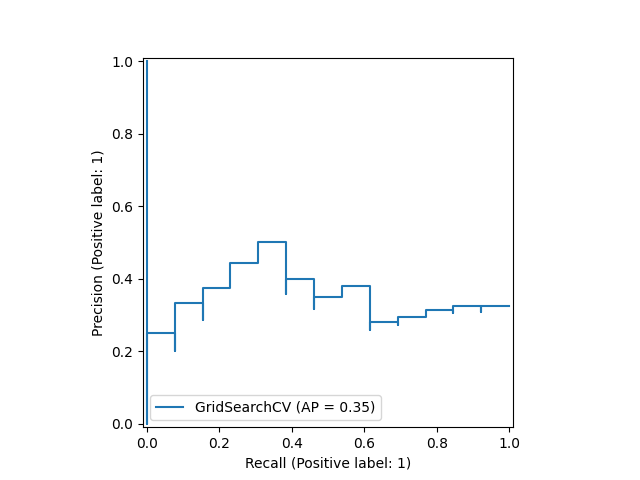 1.0
0.8
0.6
0.4
0.2
0.0
Precision (Positive label: 1)
GridSearchCV (AP = 0.35)
0.0 0.2 0.4 0.6 0.8 1.0
Recall (Positive label: 1)